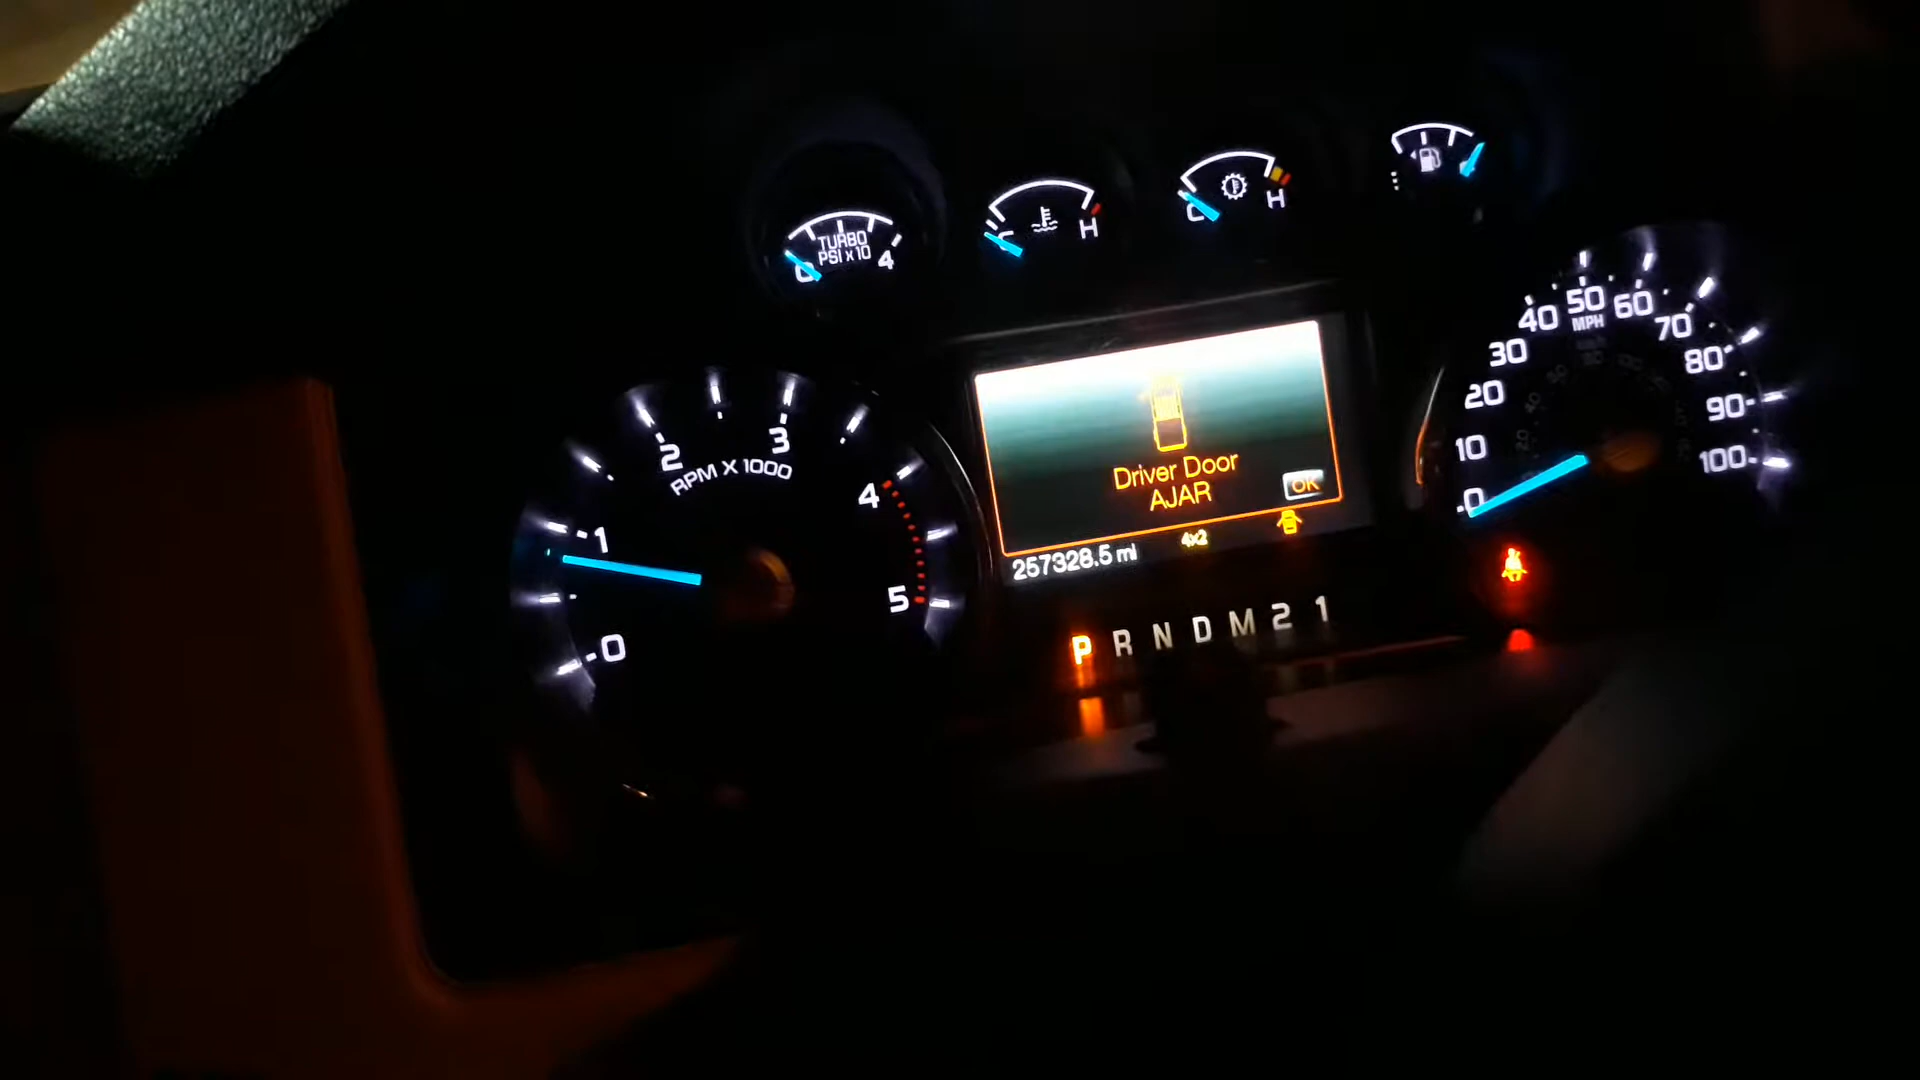 TURBO
PSI x 10
0 4
C H
C H
0 1 2 3 4 5
RPM X 1000
Driver Door
AJAR
OK
257328.5 mi
4x2
P R N D M 2 1
0 10 20 30 40 50 60 70 80 90 100
MPH